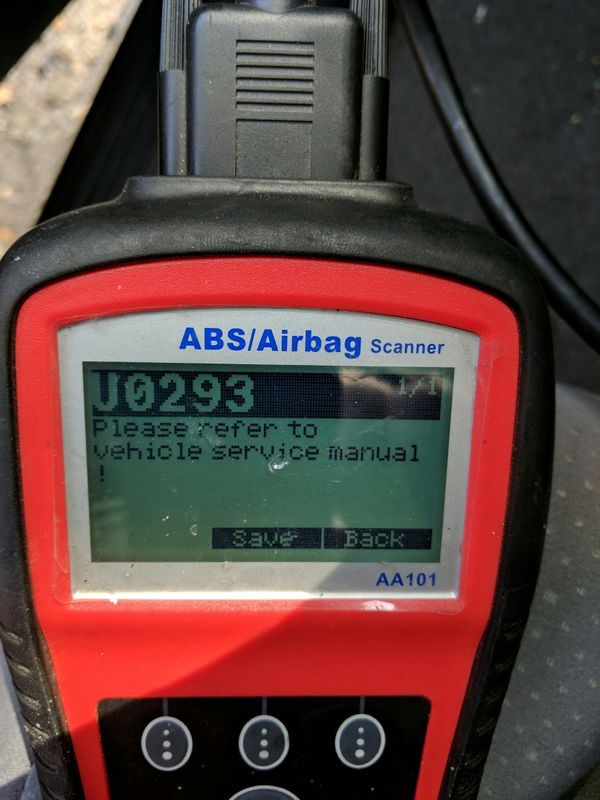 ABS/Airbag Scanner
U0293 1/1
Please refer to
vehicle service manual
!
Save Back
AA101